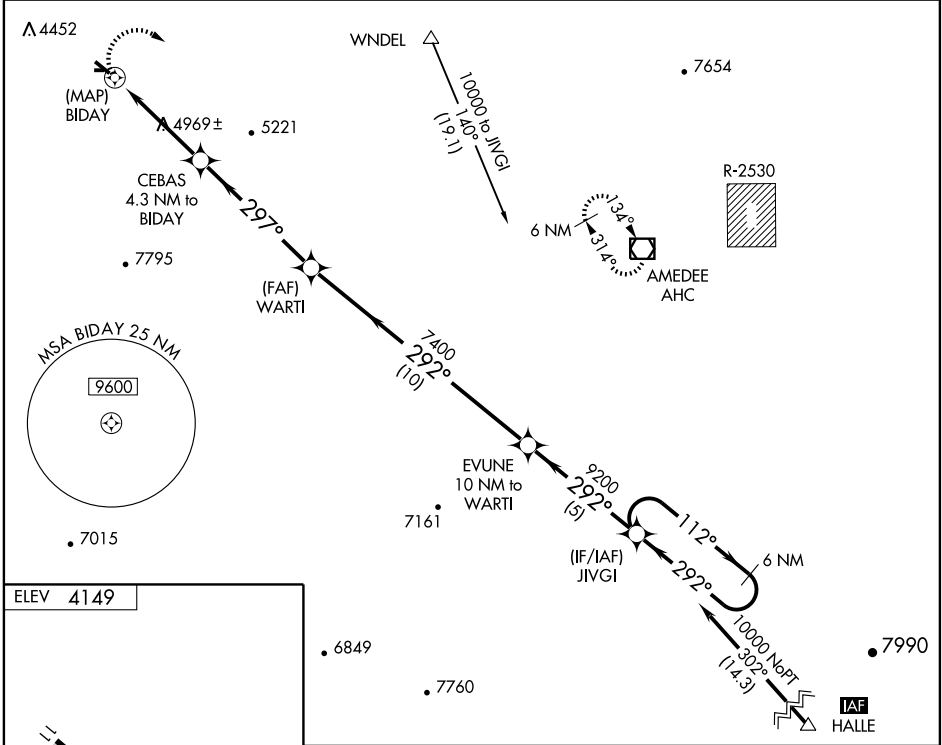 4452
WNDEL
7654
10000 to JIVGI
140°
(19.1)
(MAP)
BIDAY
4969±
5221
R-2530
CEBAS
4.3 NM to
BIDAY
297°
134°
6 NM
314°
AMEDEE
AHC
7795
(FAF)
WARTI
MSA BIDAY 25 NM
9600
7400
292°
(10)
EVUNE
10 NM to
WARTI
9200
292°
(5)
7161
112°
6 NM
(IF/IAF)
JIVGI
292°
7015
ELEV 4149
10000 NoPT
302°
(14.3)
7990
6849
7760
IAF
HALLE
11